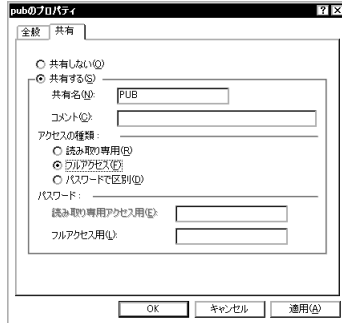 pubのプロパティ
全般 共有
共有しない(O)
共有する(S)
共有名(N): PUB
コメント(C):
アクセスの種類:
読み取り専用(R)
フルアクセス(F)
パスワードで区別(D)
パスワード:
読み取り専用アクセス用(E):
フルアクセス用(L):
OK キャンセル 適用(A)